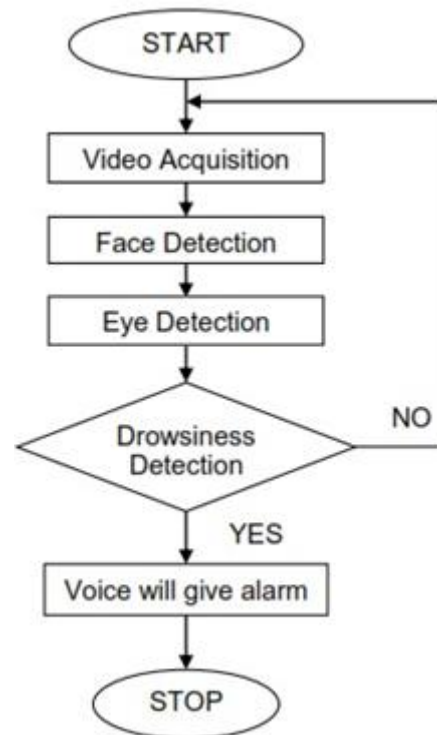 START
Video Acquisition
Face Detection
Eye Detection
Drowsiness
Detection
NO
YES
Voice will give alarm
STOP